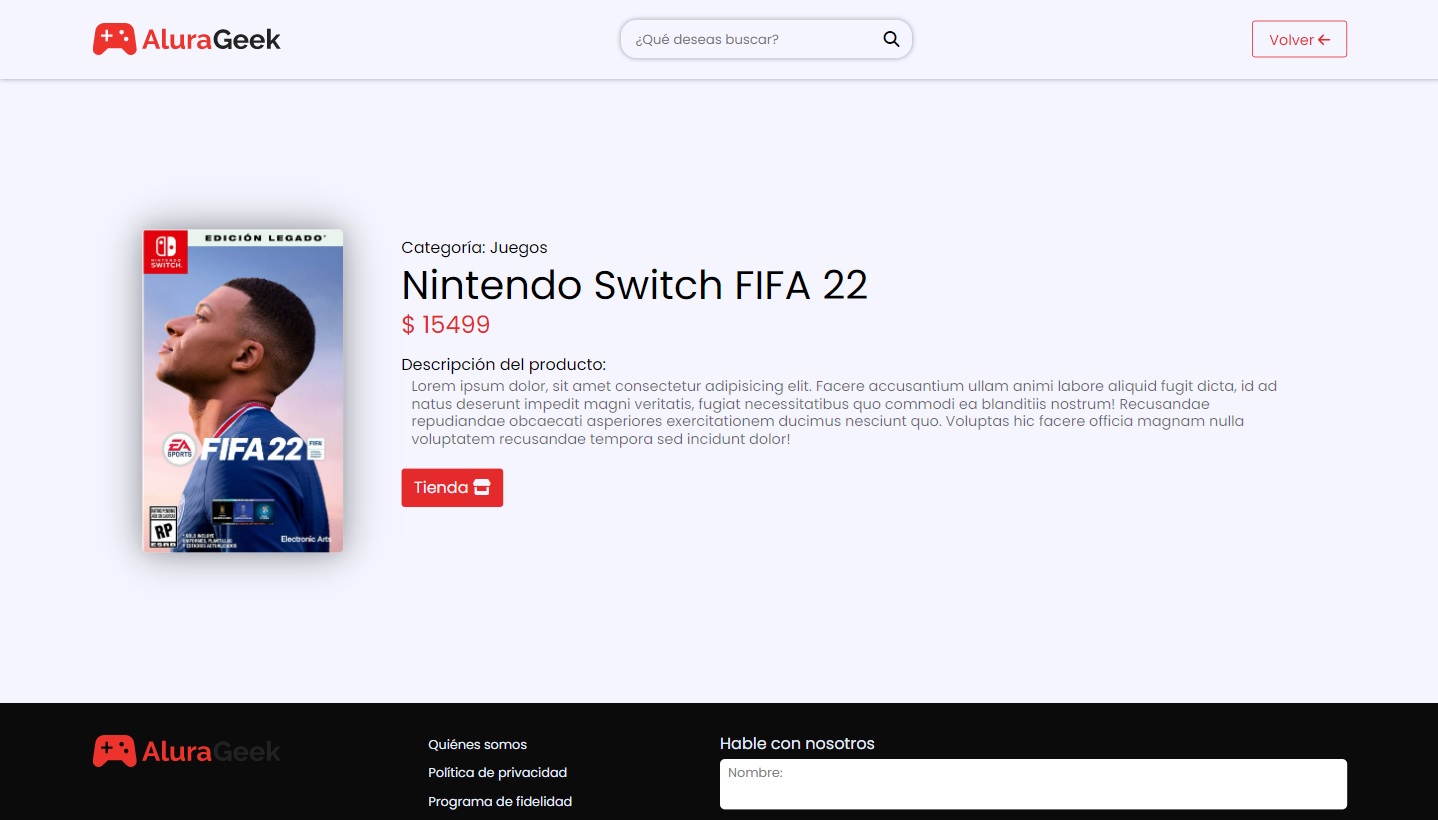 AluraGeek
¿Qué deseas buscar?
Volver
EDICIÓN LEGADO
NINTENDO
SWITCH
EA
SPORTS
FIFA 22
FIFA
RATING PENDING
RP
ESRB
Electronic Arts
Categoría: Juegos
Nintendo Switch FIFA 22
$ 15499
Descripción del producto:
Lorem ipsum dolor, sit amet consectetur adipisicing elit. Facere accusantium ullam animi labore aliquid fugit dicta, id ad
natus deserunt impedit magni veritatis, fugiat necessitatibus quo commodi ea blanditiis nostrum! Recusandae
repudiandae obcaecati asperiores exercitationem ducimus nesciunt quo. Voluptas hic facere officia magnam nulla
voluptatem recusandae tempora sed incidunt dolor!
Tienda
AluraGeek
Quiénes somos
Política de privacidad
Programa de fidelidad
Hable con nosotros
Nombre: